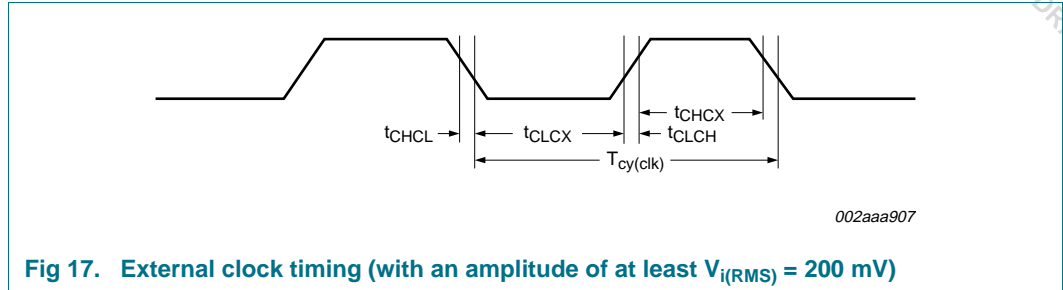 tCHCX
tCHCL
tCLCX
tCLCH
Tcy(clk)
002aaa907
Fig 17. External clock timing (with an amplitude of at least Vi(RMS) = 200 mV)